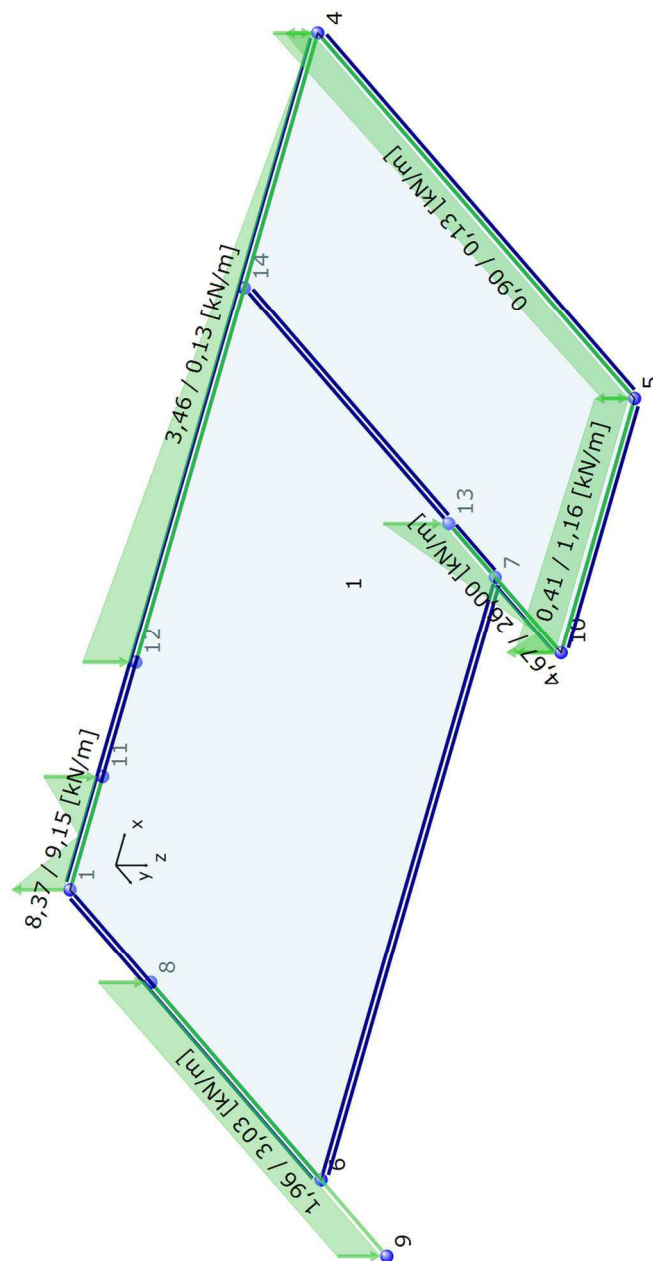 4
0,90 / 0,13 [kN/m]
14
3,46 / 0,13 [kN/m]
5
13
1
7
0,41 / 1,16 [kN/m]
12
10
4,67 / 26,00 [kN/m]
11
8,37 / 9,15 [kN/m]
x
z
y
1
8
1,96 / 3,03 [kN/m]
6
9